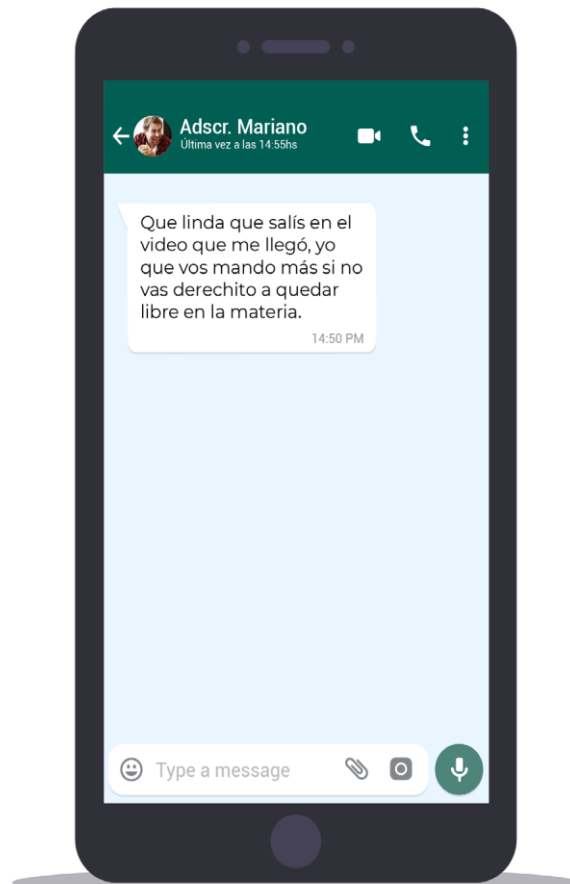 Adscr. Mariano
Última vez a las 14:55hs
Que linda que salís en el
video que me llegó, yo
que vos mando más si no
vas derechito a quedar
libre en la materia.
14:50 PM
Type a message